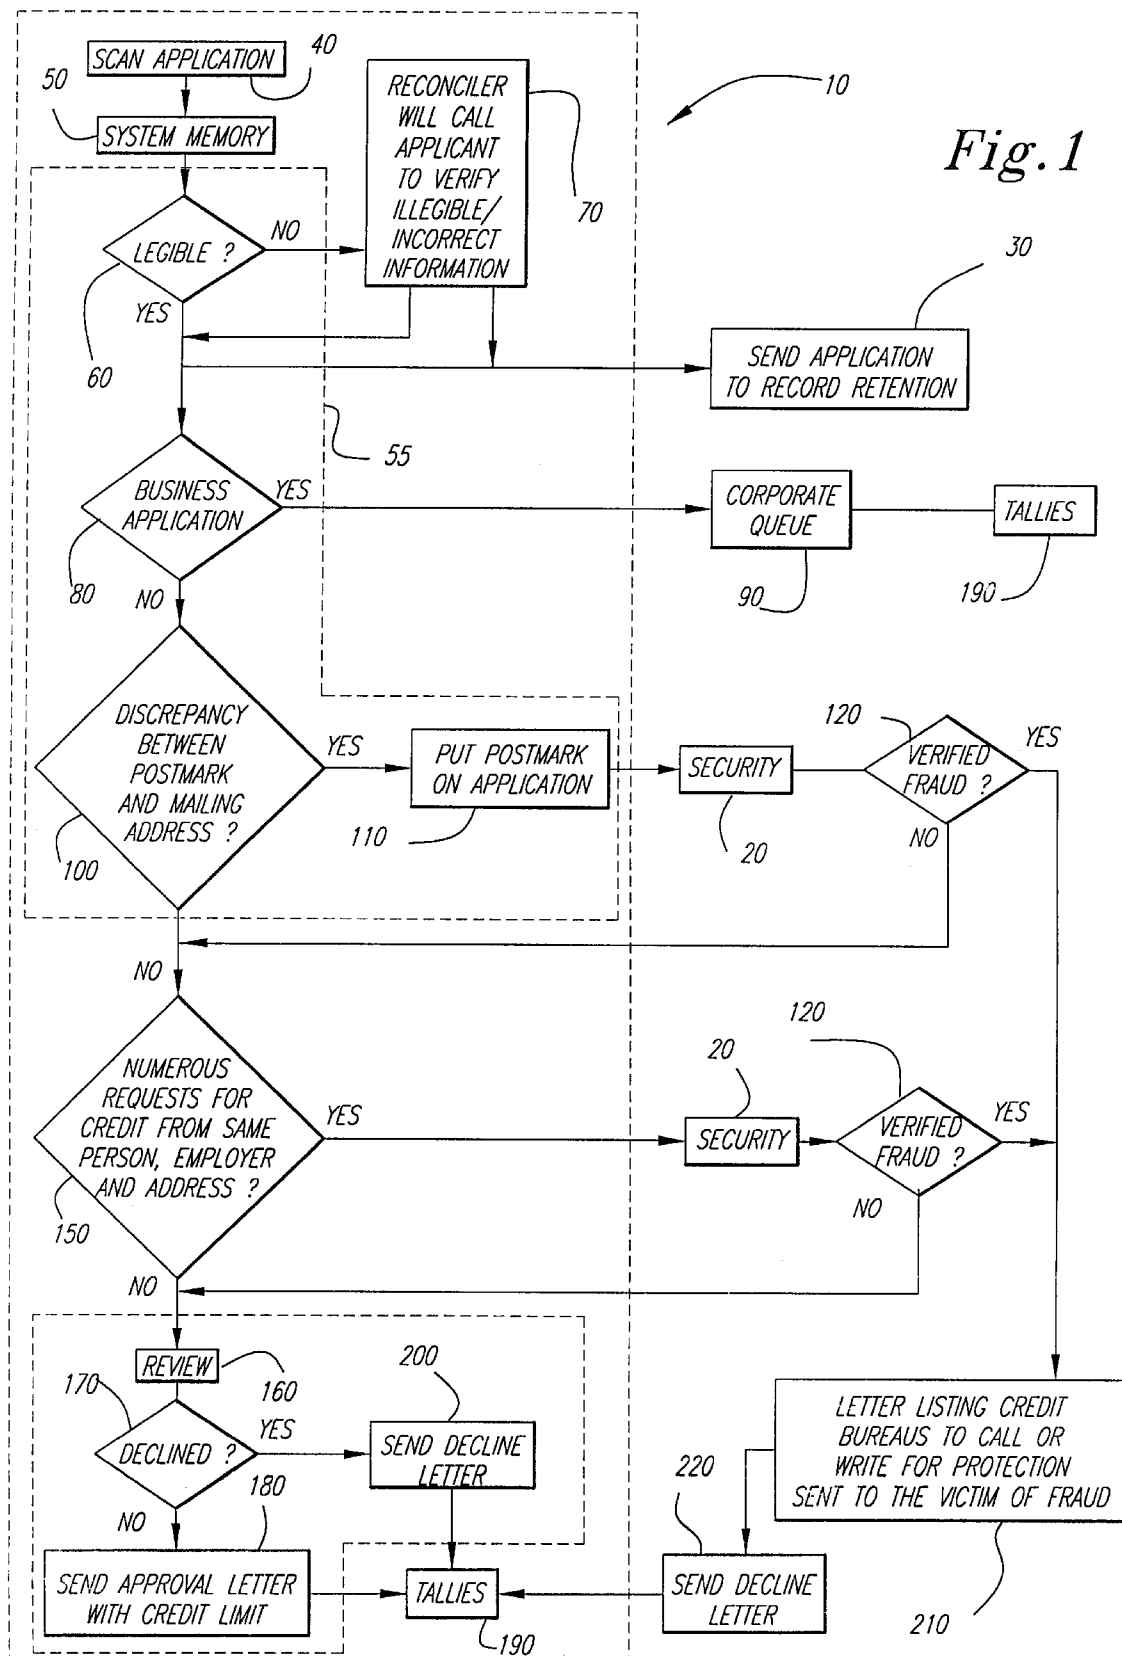 SCAN APPLICATION
40
50
SYSTEM MEMORY
RECONCILER
WILL CALL
APPLICANT
TO VERIFY
ILLEGIBLE/
INCORRECT
INFORMATION
70
10
Fig. 1
LEGIBLE ?
NO
YES
60
30
SEND APPLICATION
TO RECORD RETENTION
55
BUSINESS
APPLICATION
YES
80
NO
CORPORATE
QUEUE
90
TALLIES
190
DISCREPANCY
BETWEEN
POSTMARK
AND MAILING
ADDRESS ?
YES
100
PUT POSTMARK
ON APPLICATION
110
SECURITY
20
120
VERIFIED
FRAUD ?
YES
NO
NO
NUMEROUS
REQUESTS FOR
CREDIT FROM SAME
PERSON, EMPLOYER
AND ADDRESS ?
YES
150
NO
20
SECURITY
120
VERIFIED
FRAUD ?
YES
NO
REVIEW
160
170
DECLINED ?
YES
NO
200
SEND DECLINE
LETTER
180
SEND APPROVAL LETTER
WITH CREDIT LIMIT
TALLIES
190
LETTER LISTING CREDIT
BUREAUS TO CALL OR
WRITE FOR PROTECTION
SENT TO THE VICTIM OF FRAUD
210
220
SEND DECLINE
LETTER